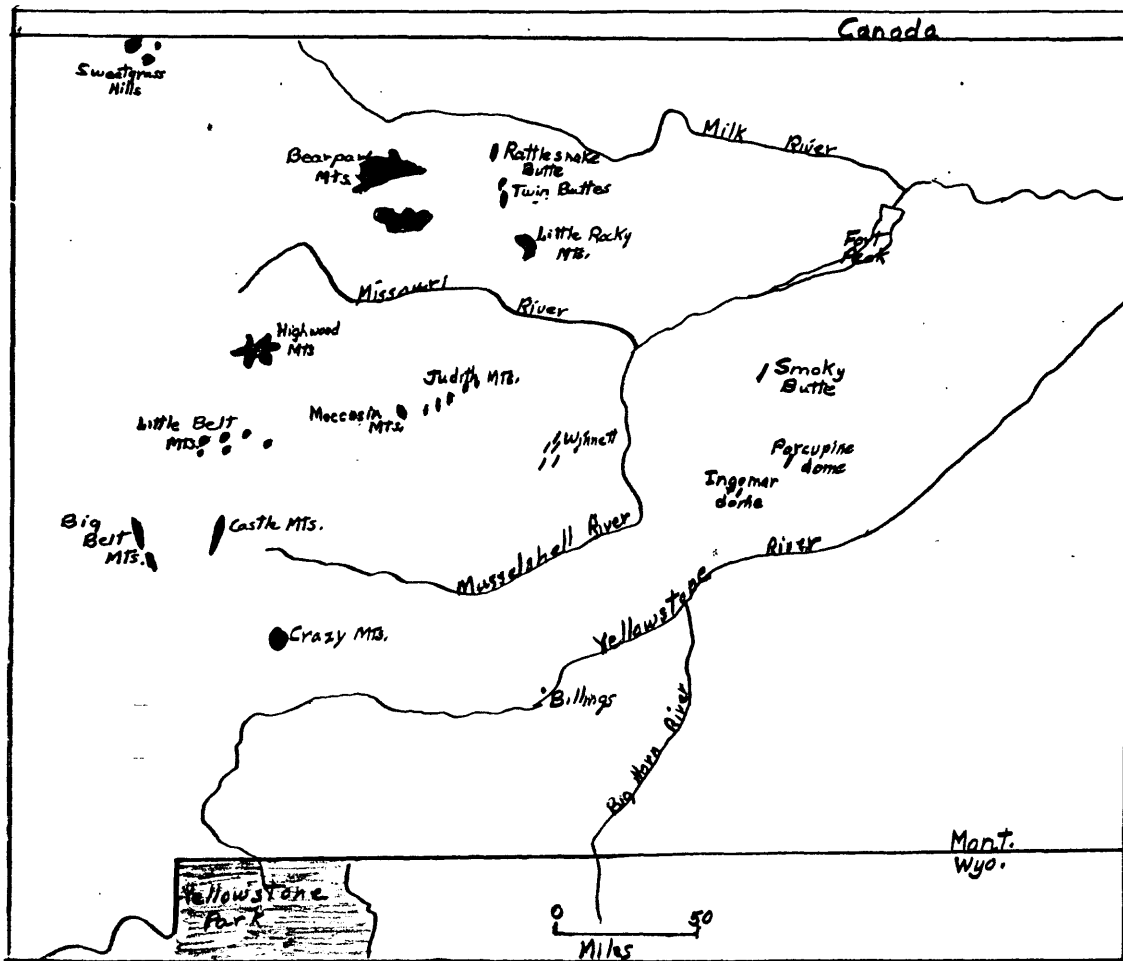 Canada
Sweetgrass
Hills
Milk River
Bearpaw
Mts.
Rattlesnake
Butte
Twin Buttes
Little Rocky
Mts.
Fort
Peak
Missouri River
Highwood
Mts
Smoky
Butte
Judith Mts.
Moccasin
Mts.
Little Belt
Mts.
Winnett
Porcupine
dome
Ingomar
dome
Big
Belt
Mts.
Castle Mts.
Musselshell River
Yellowstone River
Crazy Mts.
Billings
Big Horn River
Mont.
Wyo.
Yellowstone
Park
0 50
Miles